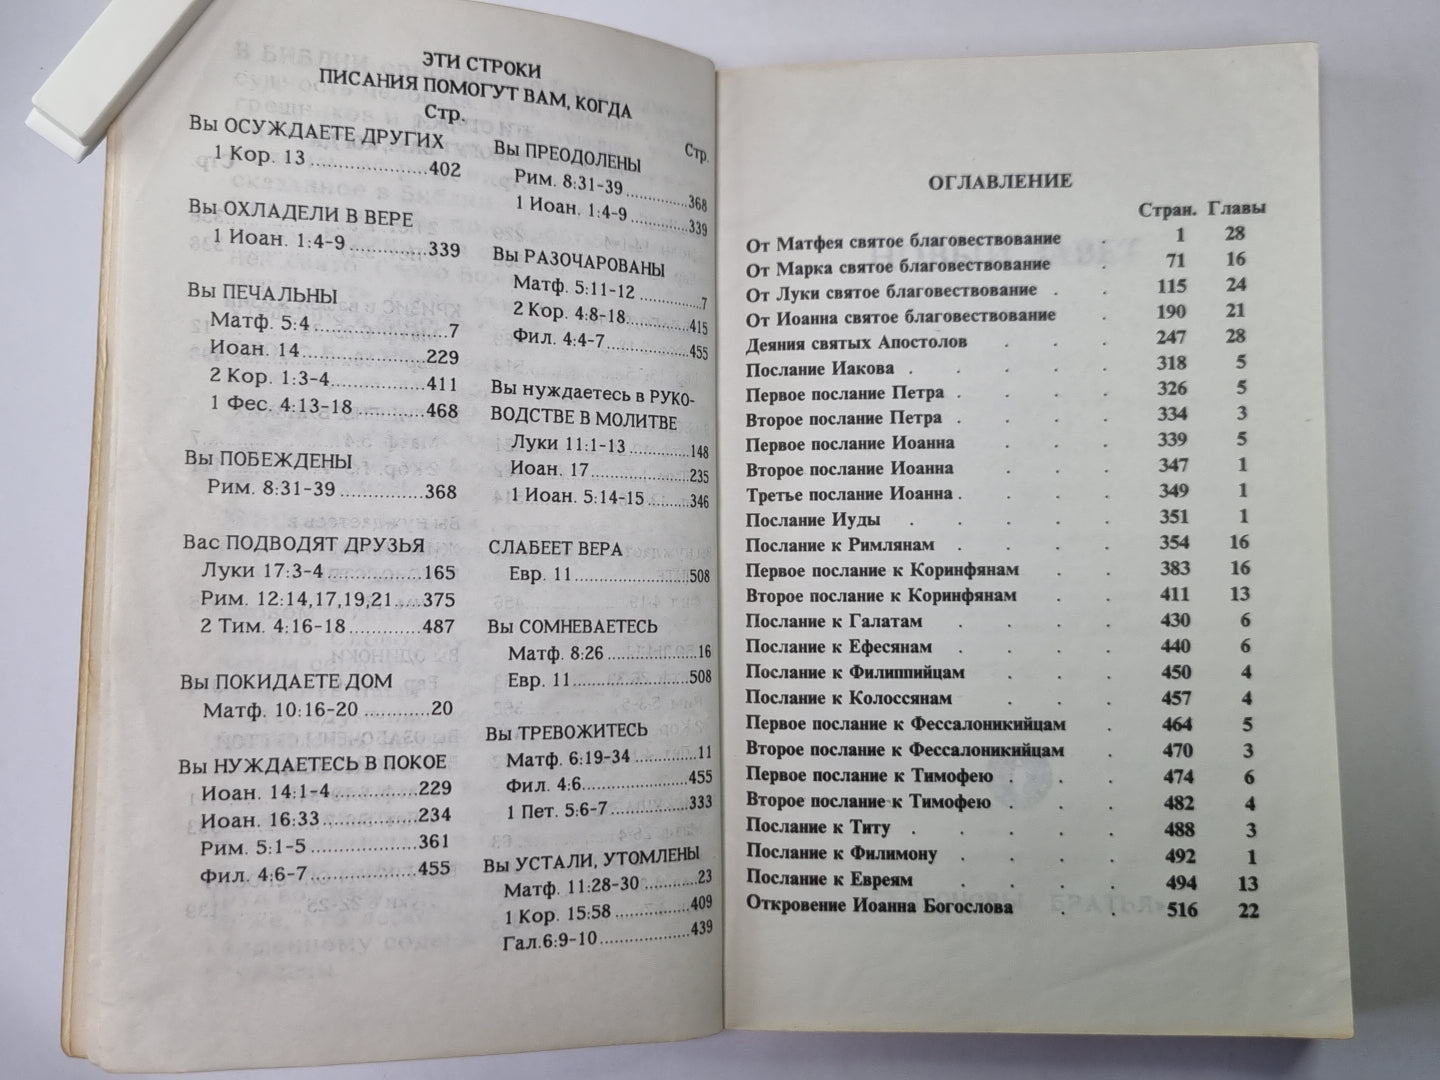 ЭТИ СТРОКИ
ПИСАНИЯ ПОМОГУТ ВАМ, КОГДА
Стр.
Вы ОСУЖДАЕТЕ ДРУГИХ
1 Кор. 13....................402
Вы ОХЛАДЕЛИ В ВЕРЕ
1 Иоан. 1:4-9..............339
Вы ПЕЧАЛЬНЫ
Матф. 5:4.......................7
Иоан. 14.....................229
2 Кор. 1:3-4................411
1 Фес. 4:13-18............468
Вы ПОБЕЖДЕНЫ
Рим. 8:31-39..............368
Вас ПОДВОДЯТ ДРУЗЬЯ
Луки 17:3-4................165
Рим. 12:14,17,19,21.....375
2 Тим. 4:16-18............487
Вы ПОКИДАЕТЕ ДОМ
Матф. 10:16-20...........20
Вы НУЖДАЕТЕСЬ В ПОКОЕ
Иоан. 14:1-4..............229
Иоан. 16:33................234
Рим. 5:1-5..................361
Фил. 4:6-7..................455
Стр.
Вы ПРЕОДОЛЕНЫ
Рим. 8:31-39............368
1 Иоан. 1:4-9............339
Вы РАЗОЧАРОВАНЫ
Матф. 5:11-12............7
2 Кор. 4:8-18............415
Фил. 4:4-7................455
Вы нуждаетесь в РУКО-
ВОДСТВЕ В МОЛИТВЕ
Луки 11:1-13............148
Иоан. 17...................235
1 Иоан. 5:14-15.........346
СЛАБЕЕТ ВЕРА
Евр. 11.....................508
Вы СОМНЕВАЕТЕСЬ
Матф. 8:26................16
Евр. 11.....................508
Вы ТРЕВОЖИТЕСЬ
Матф. 6:19-34............11
Фил. 4:6...................455
1 Пет. 5:6-7..............333
Вы УСТАЛИ, УТОМЛЕНЫ
Матф. 11:28-30..........23
1 Кор. 15:58..............409
Гал.6:9-10.................439
ОГЛАВЛЕНИЕ
Стран. Главы
От Матфея святое благовествование . 1 28
От Марка святое благовествование . 71 16
От Луки святое благовествование . . 115 24
От Иоанна святое благовествование . 190 21
Деяния святых Апостолов . . . 247 28
Послание Иакова . . . . . 318 5
Первое послание Петра . . . . 326 5
Второе послание Петра . . . . 334 3
Первое послание Иоанна . . . 339 5
Второе послание Иоанна . . . 347 1
Третье послание Иоанна . . . . 349 1
Послание Иуды . . . . . 351 1
Послание к Римлянам . . . . 354 16
Первое послание к Коринфянам . . 383 16
Второе послание к Коринфянам . . 411 13
Послание к Галатам . . . . 430 6
Послание к Ефесянам . . . . 440 6
Послание к Филиппийцам . . . 450 4
Послание к Колоссянам . . . 457 4
Первое послание к Фессалоникийцам . 464 5
Второе послание к Фессалоникийцам . 470 3
Первое послание к Тимофею . . . 474 6
Второе послание к Тимофею . . . 482 4
Послание к Титу . . . . . 488 3
Послание к Филимону . . . . 492 1
Послание к Евреям . . . . 494 13
Откровение Иоанна Богослова . . 516 22